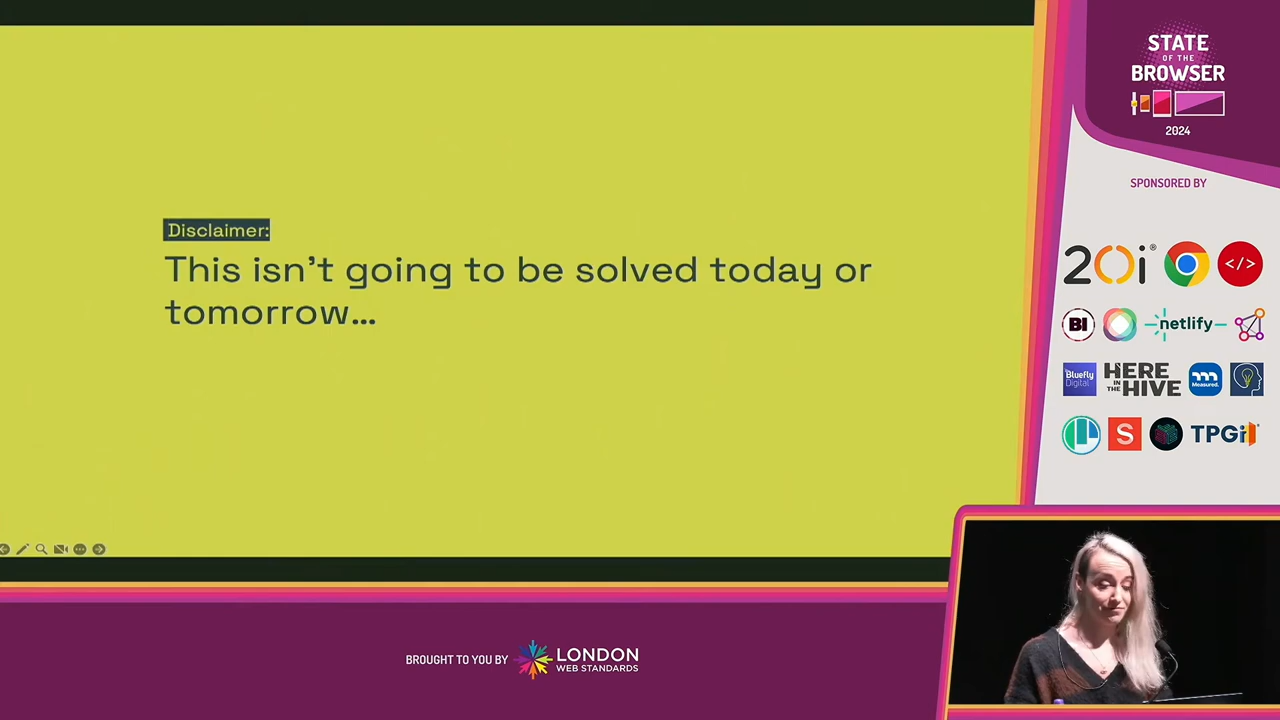 Disclaimer:
This isn't going to be solved today or
tomorrow...
STATE
OF THE
BROWSER
2024
SPONSORED BY
20i®
</>
BI
netlify
Bluefly
Digital
HERE
IN THE
HIVE
Measured.
S
TPGi
BROUGHT TO YOU BY
LONDON
WEB STANDARDS